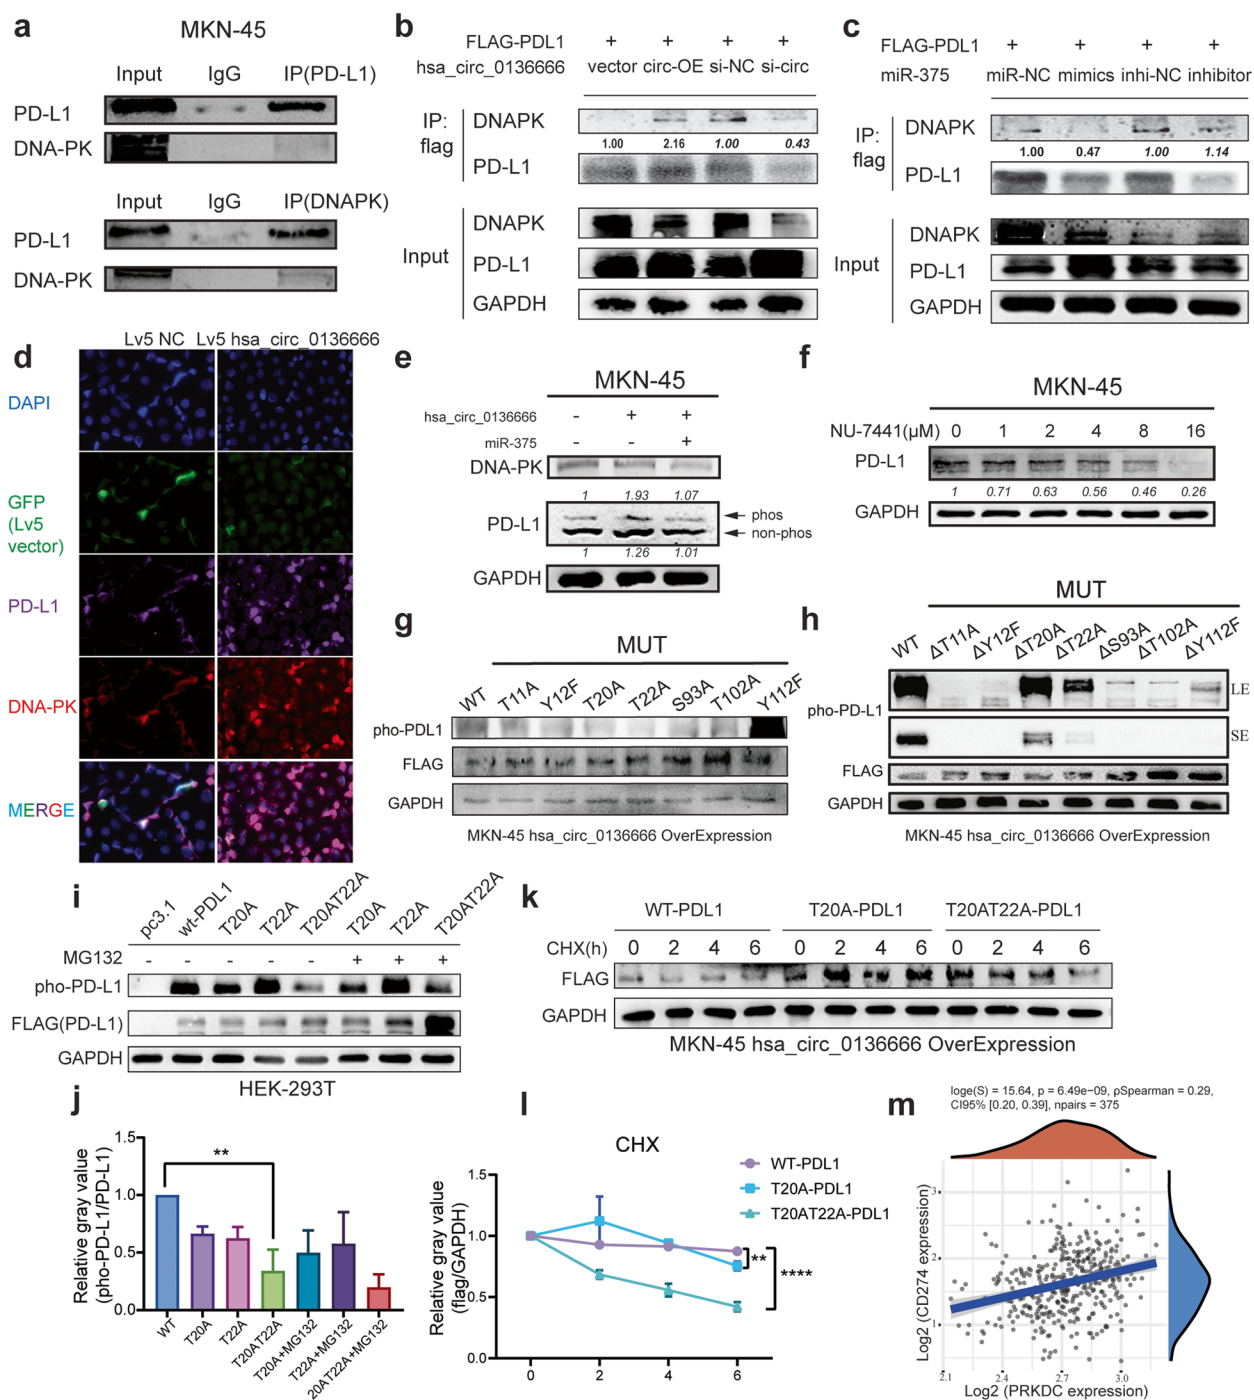 a
MKN-45
Input IgG IP(PD-L1)
PD-L1
DNA-PK
Input IgG IP(DNAPK)
PD-L1
DNA-PK
b
FLAG-PDL1 + + + +
hsa_circ_0136666 vector circ-OE si-NC si-circ
IP: flag
DNAPK
1.00 2.16 1.00 0.43
PD-L1
Input
DNAPK
PD-L1
GAPDH
c
FLAG-PDL1 + + + +
miR-375 miR-NC mimics inhi-NC inhibitor
IP: flag
DNAPK
1.00 0.47 1.00 1.14
PD-L1
Input
DNAPK
PD-L1
GAPDH
d
Lv5 NC Lv5 hsa_circ_0136666
DAPI
GFP
(Lv5
vector)
PD-L1
DNA-PK
MERGE
e
MKN-45
hsa_circ_0136666 - + +
miR-375 - - +
DNA-PK
1 1.93 1.07
PD-L1
phos
non-phos
1 1.26 1.01
GAPDH
f
MKN-45
NU-7441(μM) 0 1 2 4 8 16
PD-L1
1 0.71 0.63 0.56 0.46 0.26
GAPDH
g
MUT
WT T11A Y12F T20A T22A S93A T102A Y112F
pho-PDL1
FLAG
GAPDH
MKN-45 hsa_circ_0136666 OverExpression
h
MUT
WT ΔT11A ΔY12F ΔT20A ΔT22A ΔS93A ΔT102A ΔY112F
pho-PD-L1
LE
SE
FLAG
GAPDH
MKN-45 hsa_circ_0136666 OverExpression
i
pc3.1 wt-PDL1 T20A T22A T20AT22A T20A T22A T20AT22A
MG132 - - - - - + + +
pho-PD-L1
FLAG(PD-L1)
GAPDH
HEK-293T
k
WT-PDL1 T20A-PDL1 T20AT22A-PDL1
CHX(h) 0 2 4 6 0 2 4 6 0 2 4 6
FLAG
GAPDH
MKN-45 hsa_circ_0136666 OverExpression
j
Relative gray value
(pho-PD-L1/PD-L1)
1.5
1.0
0.5
0.0
**
WT T20A T22A T20AT22A T20A+MG132 T22A+MG132 20AT22A+MG132
l
CHX
Relative gray value
(flag/GAPDH)
1.5
1.0
0.5
0.0
0 2 4 6
WT-PDL1
T20A-PDL1
T20AT22A-PDL1
**
****
m
loge(S) = 15.64, p = 6.49e−09, ρSpearman = 0.29,
CI95% [0.20, 0.39], npairs = 375
Log2 (CD274 expression)
3
2
1
2.1 2.4 2.7 3.0
Log2 (PRKDC expression)